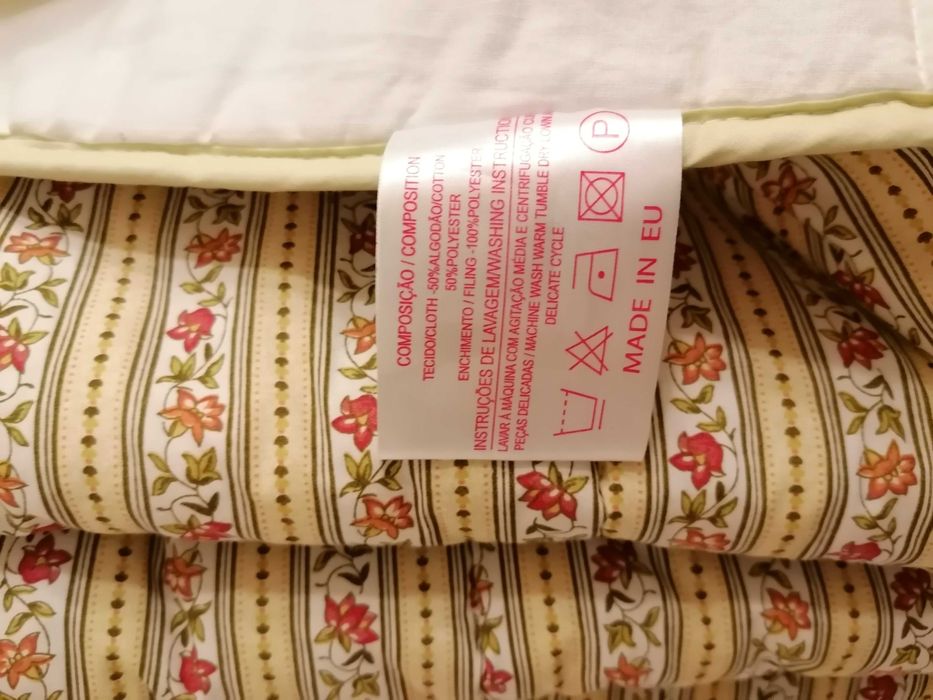 COMPOSIÇÃO / COMPOSITION
TECIDO/CLOTH -50%ALGODÃO/COTTON
50%POLYESTER
ENCHIMENTO / FILING -100%POLYESTER
INSTRUÇÕES DE LAVAGEM/WASHING INSTRUCTIO
LAVAR À MÁQUINA COM AGITAÇÃO MÉDIA E CENTRIFUGAÇÃO
PEÇAS DELICADAS / MACHINE WASH WARM TUMBLE DRY
DELICATE CYCLE
P
MADE IN EU